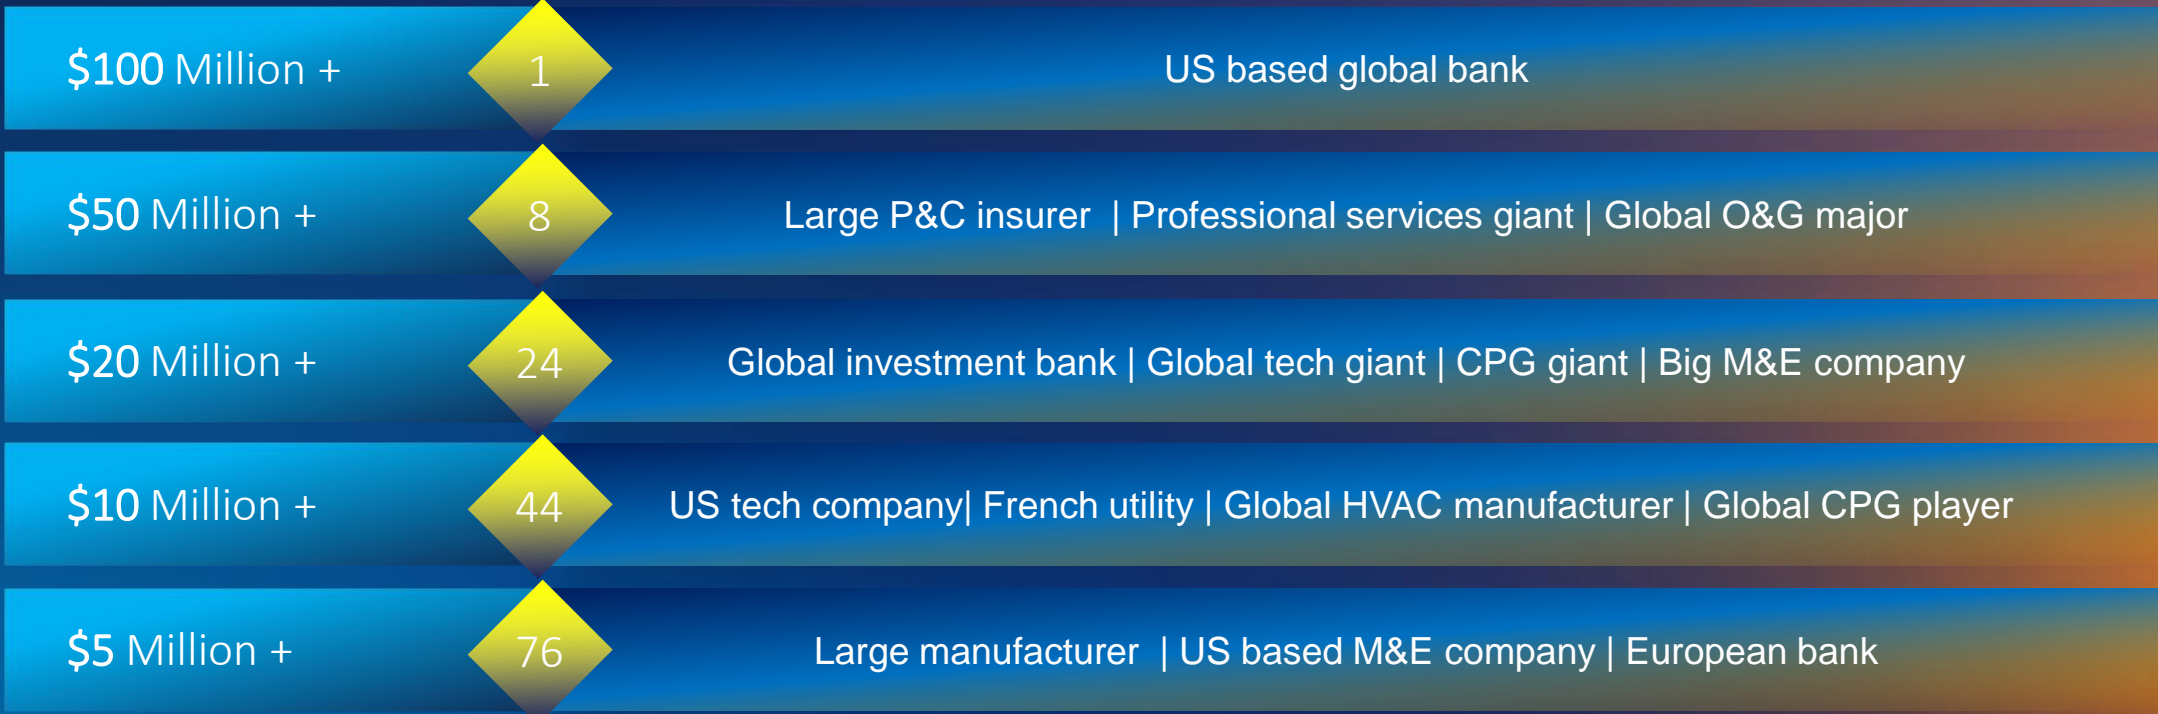 $100 Million + 1 US based global bank
$50 Million + 8 Large P&C insurer | Professional services giant | Global O&G major
$20 Million + 24 Global investment bank | Global tech giant | CPG giant | Big M&E company
$10 Million + 44 US tech company| French utility | Global HVAC manufacturer | Global CPG player
$5 Million + 76 Large manufacturer | US based M&E company | European bank